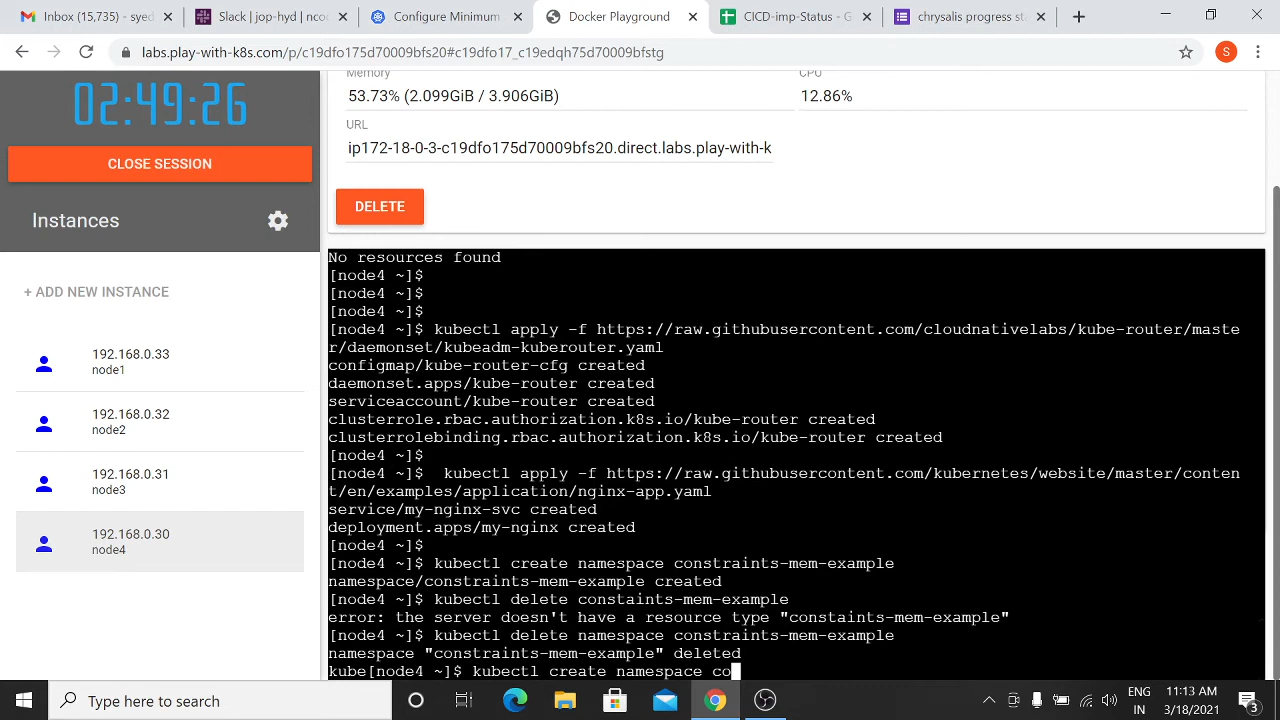 Gmail Inbox (15,735) - syed
Slack | jop-hyd | nco
Configure Minimum
Docker Playground
CICD-imp-Status - G
chrysalis progress sta
labs.play-with-k8s.com/p/c19dfo175d70009bfs20#c19dfo17_c19edqh75d70009bfstg
S
02:49:26
CLOSE SESSION
Instances
+ ADD NEW INSTANCE
192.168.0.33
node1
192.168.0.32
node2
192.168.0.31
node3
192.168.0.30
node4
Memory
53.73% (2.099GiB / 3.906GiB)
CPU
12.86%
URL
ip172-18-0-3-c19dfo175d70009bfs20.direct.labs.play-with-k
DELETE
No resources found
[node4 ~]$
[node4 ~]$
[node4 ~]$
[node4 ~]$ kubectl apply -f https://raw.githubusercontent.com/cloudnativelabs/kube-router/maste
r/daemonset/kubeadm-kuberouter.yaml
configmap/kube-router-cfg created
daemonset.apps/kube-router created
serviceaccount/kube-router created
clusterrole.rbac.authorization.k8s.io/kube-router created
clusterrolebinding.rbac.authorization.k8s.io/kube-router created
[node4 ~]$
[node4 ~]$  kubectl apply -f https://raw.githubusercontent.com/kubernetes/website/master/conten
t/en/examples/application/nginx-app.yaml
service/my-nginx-svc created
deployment.apps/my-nginx created
[node4 ~]$
[node4 ~]$ kubectl create namespace constraints-mem-example
namespace/constraints-mem-example created
[node4 ~]$ kubectl delete constaints-mem-example
error: the server doesn't have a resource type "constaints-mem-example"
[node4 ~]$ kubectl delete namespace constraints-mem-example
namespace "constraints-mem-example" deleted
kube[node4 ~]$ kubectl create namespace co
Type here to search
ENG
IN
11:13 AM
3/18/2021
3